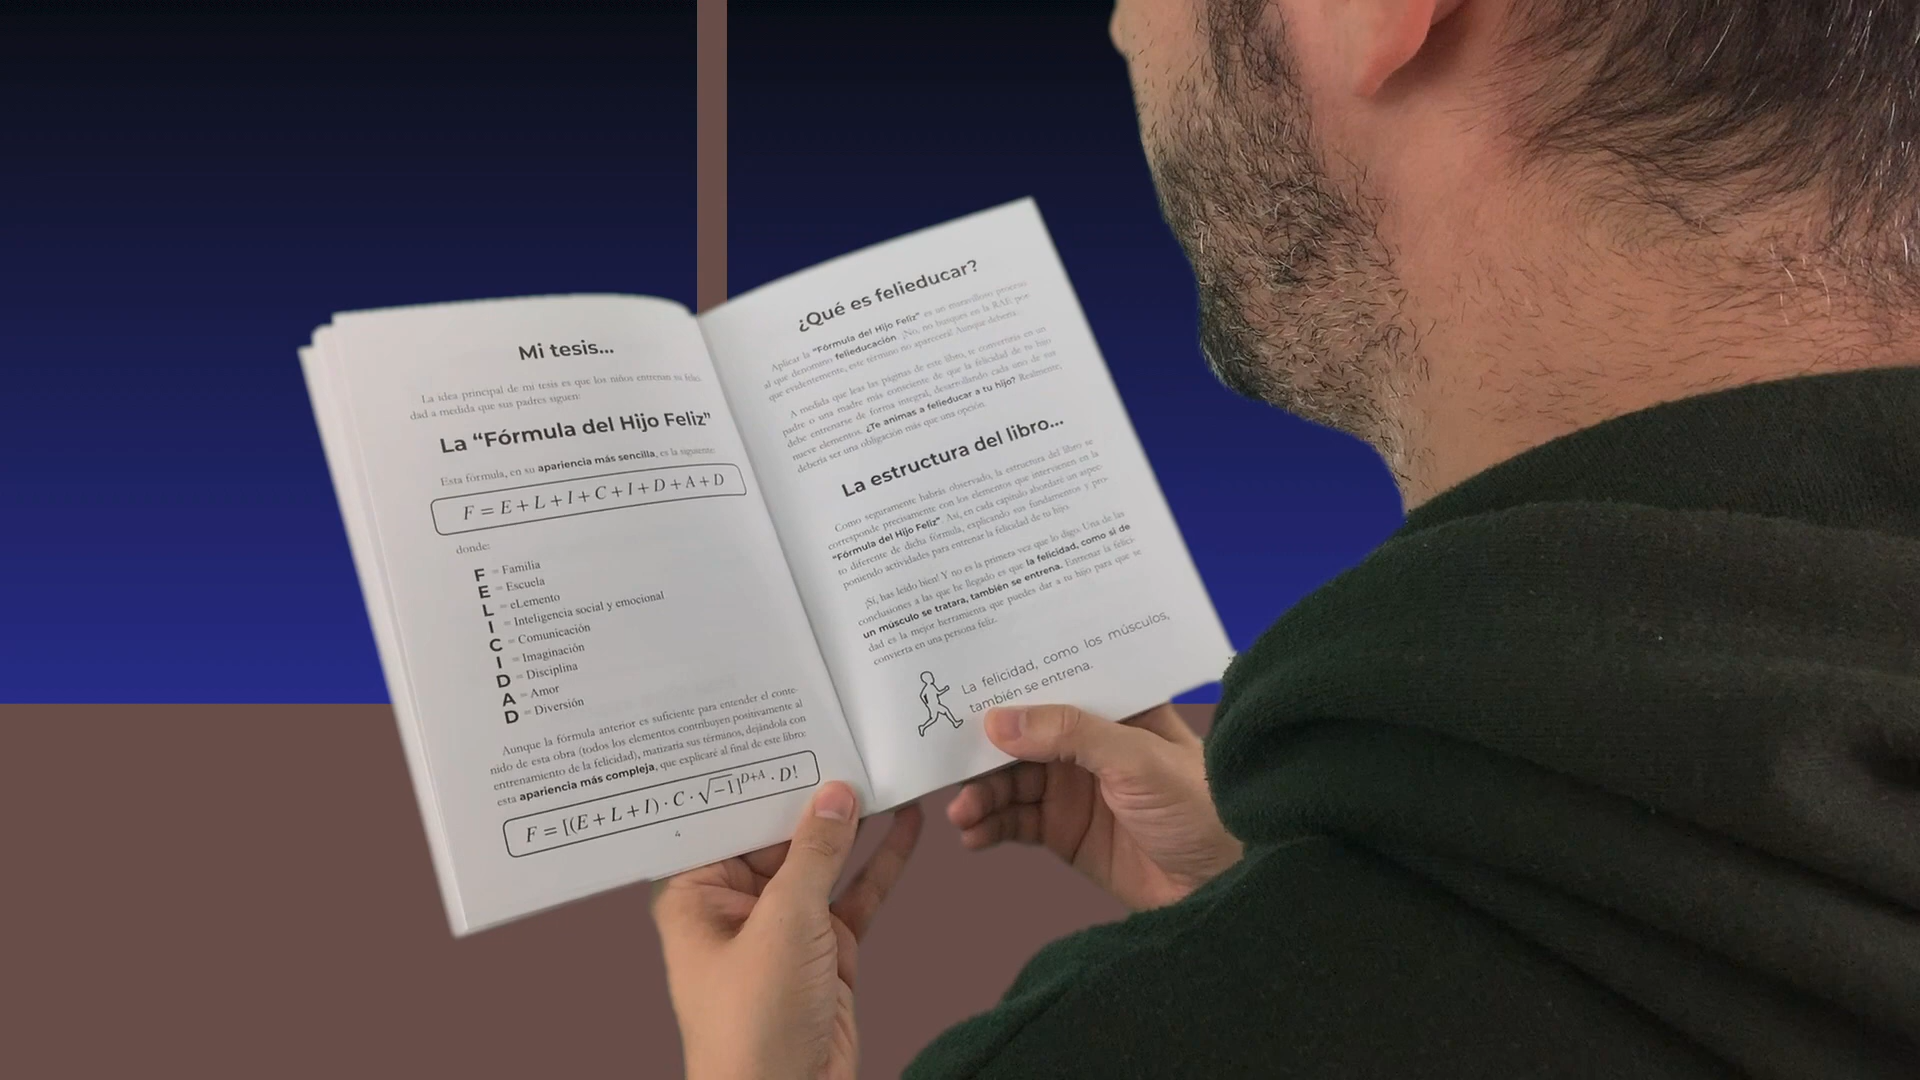 Mi tesis...
La idea principal de mi tesis es que los niños entrenan su felici-
dad a medida que sus padres siguen:
La “Fórmula del Hijo Feliz”
Esta fórmula, en su apariencia más sencilla, es la siguiente:
F = E + L + I + C + I + D + A + D
donde:
F = Familia
E = Escuela
L = eLemento
I = Inteligencia social y emocional
C = Comunicación
I = Imaginación
D = Disciplina
A = Amor
D = Diversión
Aunque la fórmula anterior es suficiente para entender el conte-
nido de esta obra (todos los elementos contribuyen positivamente al
entrenamiento de la felicidad), matizaría sus términos, dejándola con
esta apariencia más compleja, que explicaré al final de este libro:
F = [(E + L + I) · C · √−1]^D+A · D!
4
¿Qué es felieducar?
Aplicar la “Fórmula del Hijo Feliz” es un maravilloso proceso
al que denomino felieducación. ¡No, no busques en la RAE por-
que evidentemente, este término no aparecerá! Aunque debería.
A medida que leas las páginas de este libro, te convertirás en un
padre o una madre más consciente de que la felicidad de tu hijo
debe entrenarse de forma integral, desarrollando cada uno de sus
nueve elementos. ¿Te animas a felieducar a tu hijo? Realmente,
debería ser una obligación más que una opción.
La estructura del libro...
Como seguramente habrás observado, la estructura del libro se
corresponde precisamente con los elementos que intervienen en la
“Fórmula del Hijo Feliz”. Así, en cada capítulo abordaré un aspec-
to diferente de dicha fórmula, explicando sus fundamentos y pro-
poniendo actividades para entrenar la felicidad de tu hijo.
¡Sí, has leído bien! Y no es la primera vez que lo digo. Una de las
conclusiones a las que he llegado es que la felicidad, como si de
un músculo se tratara, también se entrena. Entrenar la felici-
dad es la mejor herramienta que puedes dar a tu hijo para que se
convierta en una persona feliz.
La felicidad, como los músculos,
también se entrena.